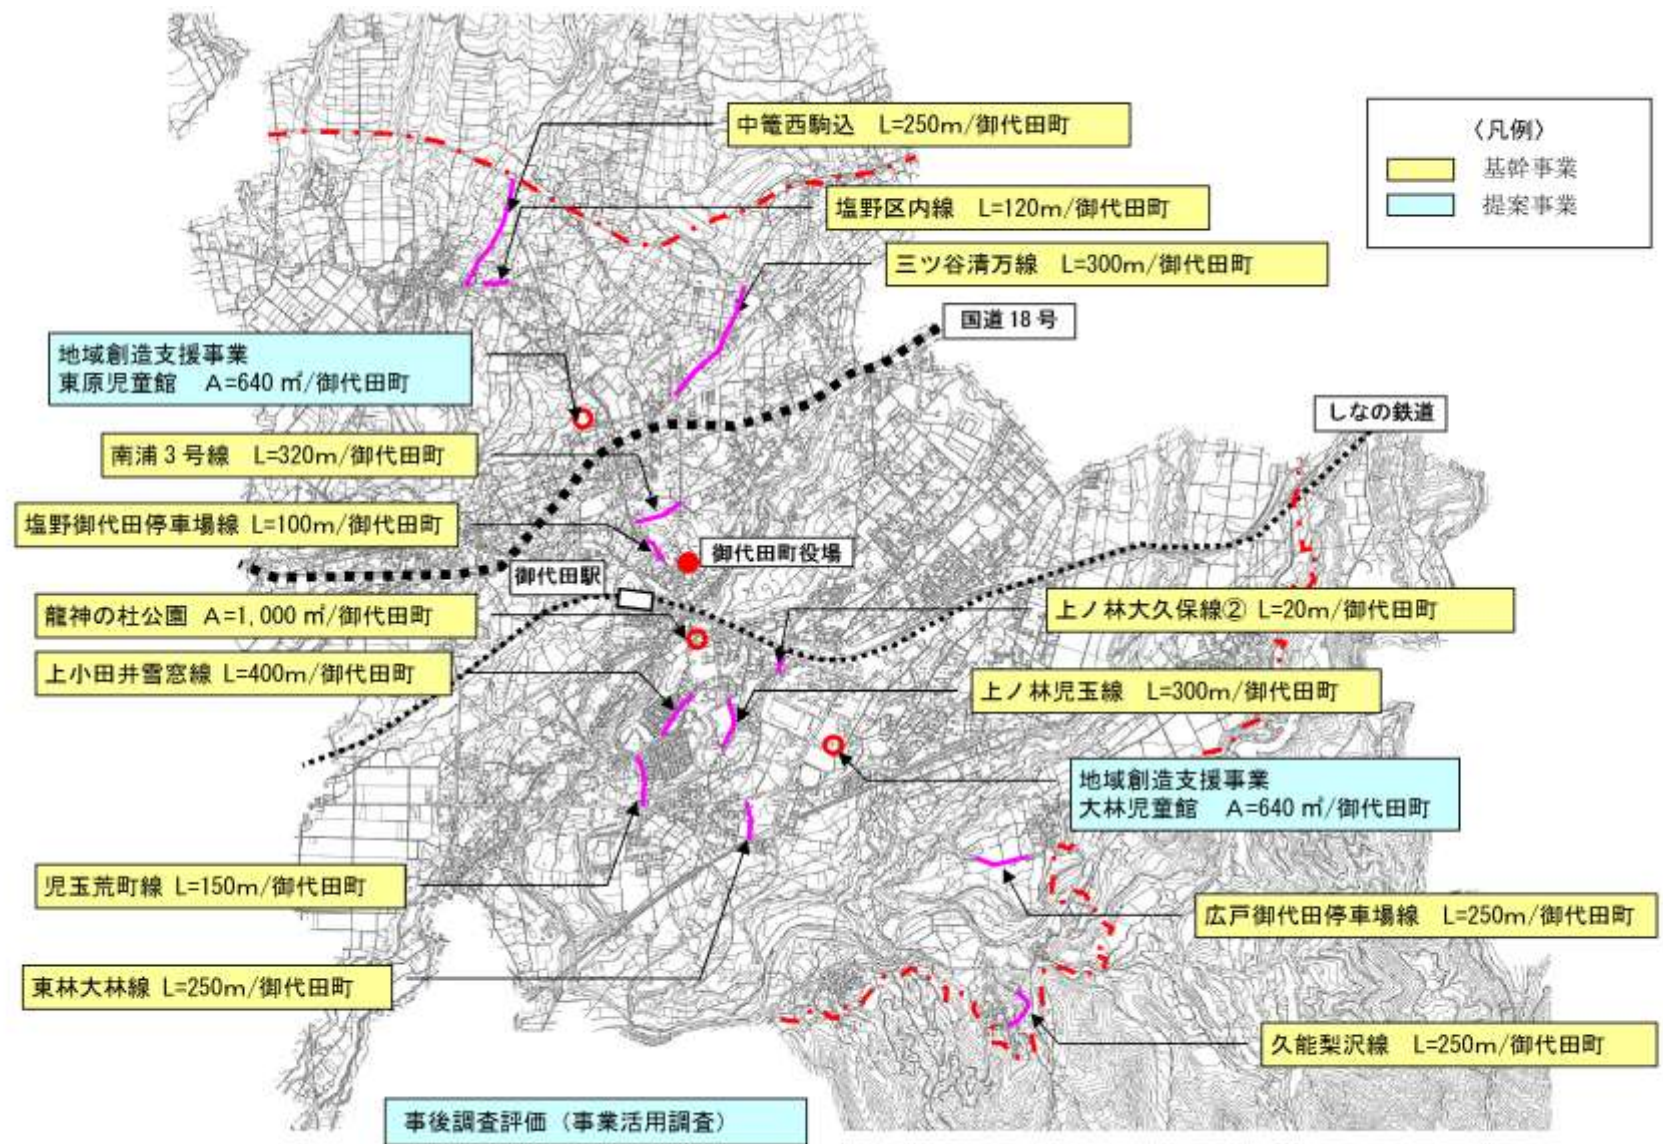 中篭西駒込 L=250m/御代田町
〈凡例〉
基幹事業
提案事業
塩野区内線 L=120m/御代田町
三ツ谷清万線 L=300m/御代田町
国道18号
地域創造支援事業
東原児童館 A=640㎡/御代田町
しなの鉄道
南浦3号線 L=320m/御代田町
塩野御代田停車場線 L=100m/御代田町
御代田町役場
御代田駅
龍神の杜公園 A=1,000㎡/御代田町
上ノ林大久保線② L=20m/御代田町
上小田井雪窓線 L=400m/御代田町
上ノ林児玉線 L=300m/御代田町
地域創造支援事業
大林児童館 A=640㎡/御代田町
児玉荒町線 L=150m/御代田町
広戸御代田停車場線 L=250m/御代田町
東林大林線 L=250m/御代田町
久能梨沢線 L=250m/御代田町
事後調査評価（事業活用調査）